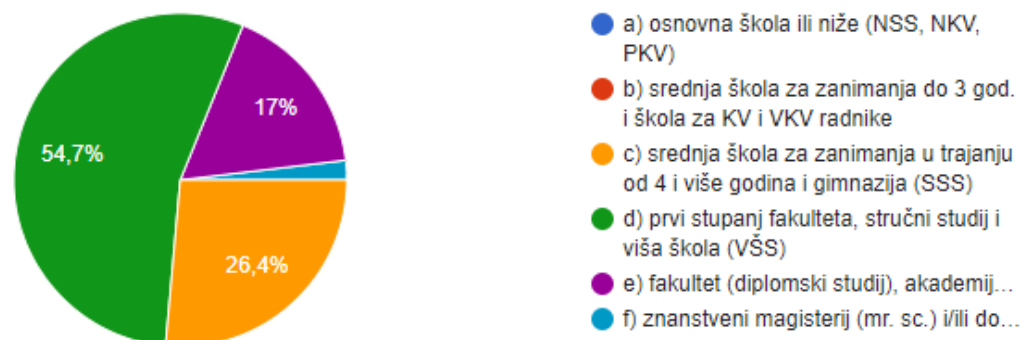 54,7%
17%
26,4%
a) osnovna škola ili niže (NSS, NKV,
PKV)
b) srednja škola za zanimanja do 3 god.
i škola za KV i VKV radnike
c) srednja škola za zanimanja u trajanju
od 4 i više godina i gimnazija (SSS)
d) prvi stupanj fakulteta, stručni studij i
viša škola (VŠS)
e) fakultet (diplomski studij), akademij…
f) znanstveni magisterij (mr. sc.) i/ili do…